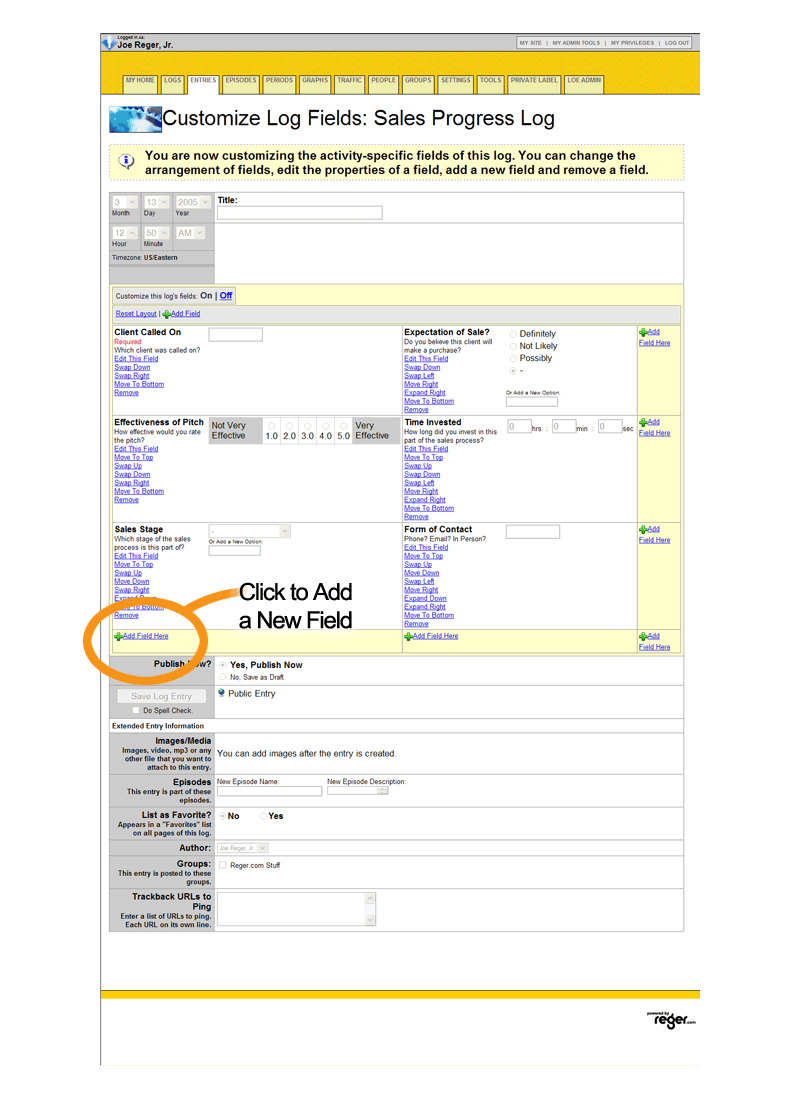 Logged in As:
Joe Reger, Jr.
MY SITE | MY ADMIN TOOLS | MY PRIVILEGES | LOG OUT
MY HOME LOGS ENTRIES EPISODES PERIODS GRAPHS TRAFFIC PEOPLE GROUPS SETTINGS TOOLS PRIVATE LABEL LOE ADMIN
Customize Log Fields: Sales Progress Log
You are now customizing the activity-specific fields of this log. You can change the
arrangement of fields, edit the properties of a field, add a new field and remove a field.
3 13 2005
Month Day Year
Title:
12 50 AM
Hour Minute
Timezone: US/Eastern
Customize this log's fields: On | Off
Reset Layout | Add Field
Client Called On
Required
Which client was called on?
Edit This Field
Swap Down
Swap Right
Move To Bottom
Remove
Expectation of Sale?
Do you believe this client will
make a purchase?
Edit This Field
Swap Down
Swap Left
Move Right
Expand Right
Move To Bottom
Remove
Definitely
Not Likely
Possibly
-
Or Add a New Option:
Add
Field Here
Effectiveness of Pitch
How effective would you rate
the pitch?
Edit This Field
Move To Top
Swap Up
Swap Down
Swap Right
Move To Bottom
Remove
Not Very
Effective
1.0 2.0 3.0 4.0 5.0
Very
Effective
Time Invested
How long did you invest in this
part of the sales process?
Edit This Field
Move To Top
Swap Up
Swap Down
Swap Left
Move Right
Expand Right
Move To Bottom
Remove
0 hrs : 0 min : 0 sec
Add
Field Here
Sales Stage
Which stage of the sales
process is this part of?
Edit This Field
Move To Top
Swap Up
Move Down
Swap Right
Expand Down
Move To Bottom
Remove
-
Or Add a New Option:
Form of Contact
Phone? Email? In Person?
Edit This Field
Move To Top
Swap Up
Move Down
Swap Left
Move Right
Expand Down
Expand Right
Move To Bottom
Remove
Add
Field Here
Click to Add
a New Field
Add Field Here
Add Field Here
Add
Field Here
Publish Now?
Yes, Publish Now
No, Save as Draft
Save Log Entry
Do Spell Check.
Public Entry
Extended Entry Information
Images/Media
Images, video, mp3 or any
other file that you want to
attach to this entry.
You can add images after the entry is created.
Episodes
This entry is part of these
episodes.
New Episode Name: New Episode Description:
List as Favorite?
Appears in a "Favorites" list
on all pages of this log.
No Yes
Author:
Joe Reger, Jr.
Groups:
This entry is posted to these
groups.
Reger.com Stuff
Trackback URLs to
Ping
Enter a list of URLs to ping.
Each URL on its own line.
powered by
reger.com